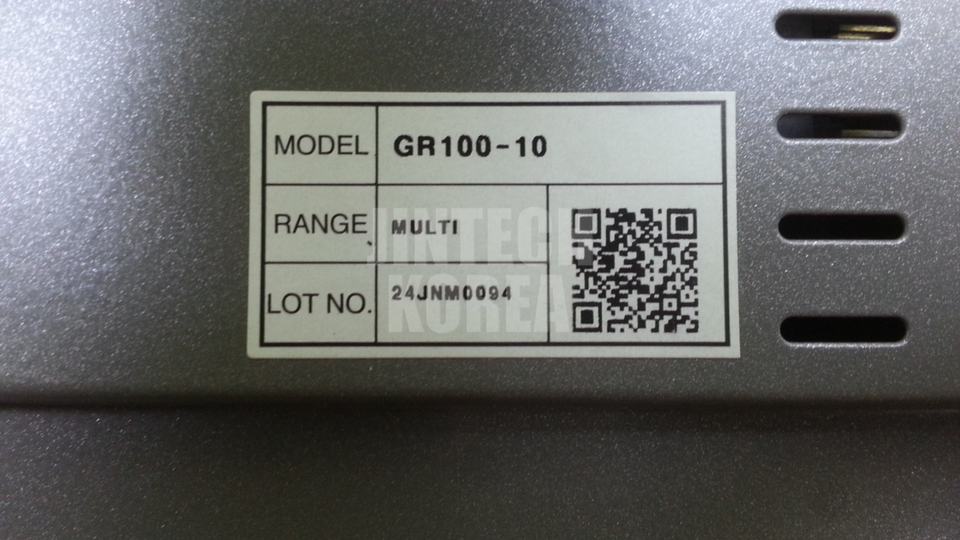 MODEL GR100-10
RANGE MULTI
LOT NO. 24JNM0094
JINTECH
KOREA